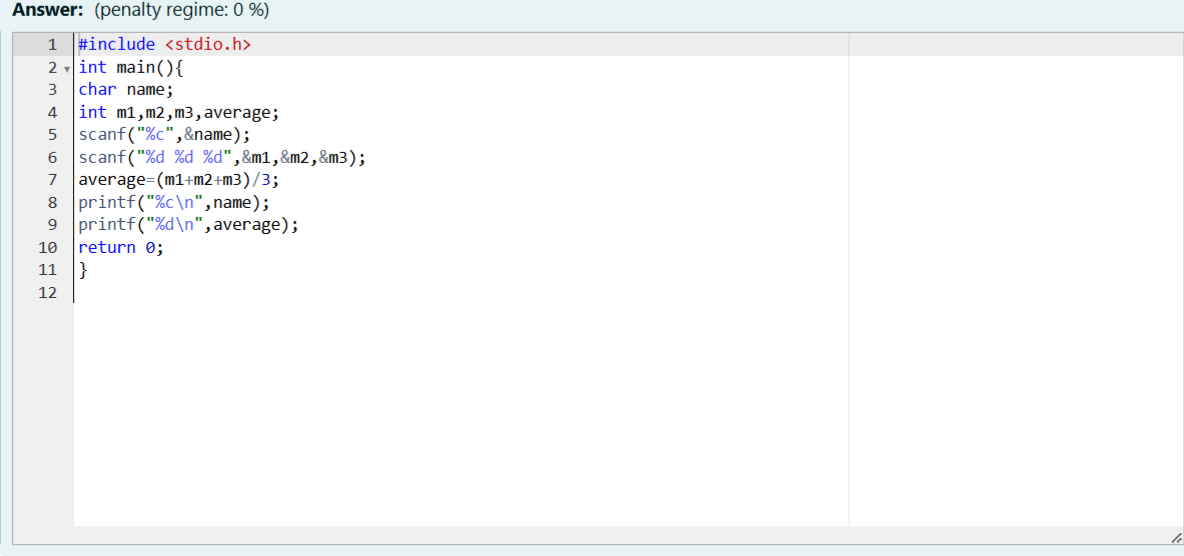 Answer: (penalty regime: 0 %)
1 #include <stdio.h>
2 int main(){
3 char name;
4 int m1,m2,m3,average;
5 scanf("%c",&name);
6 scanf("%d %d %d",&m1,&m2,&m3);
7 average=(m1+m2+m3)/3;
8 printf("%c\n",name);
9 printf("%d\n",average);
10 return 0;
11 }
12